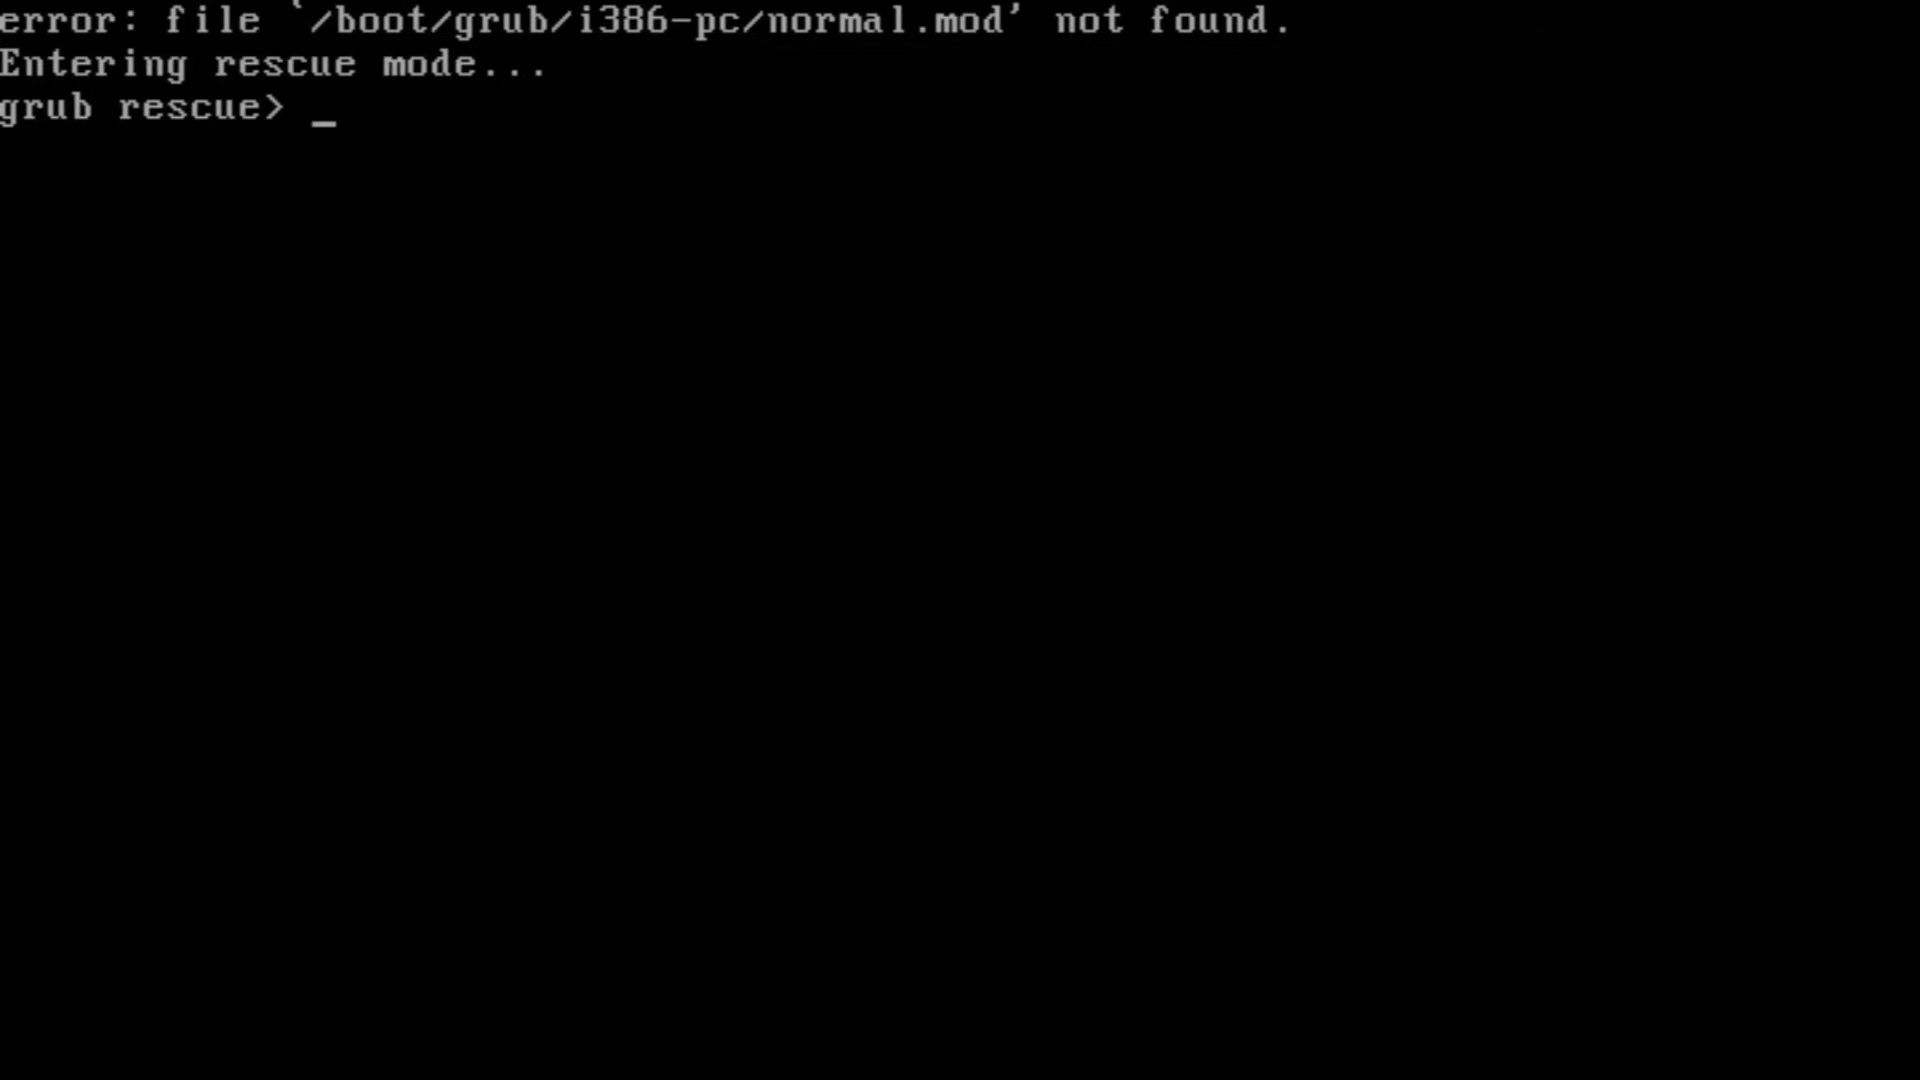 error: file `/boot/grub/i386-pc/normal.mod' not found.
Entering rescue mode...
grub rescue> _